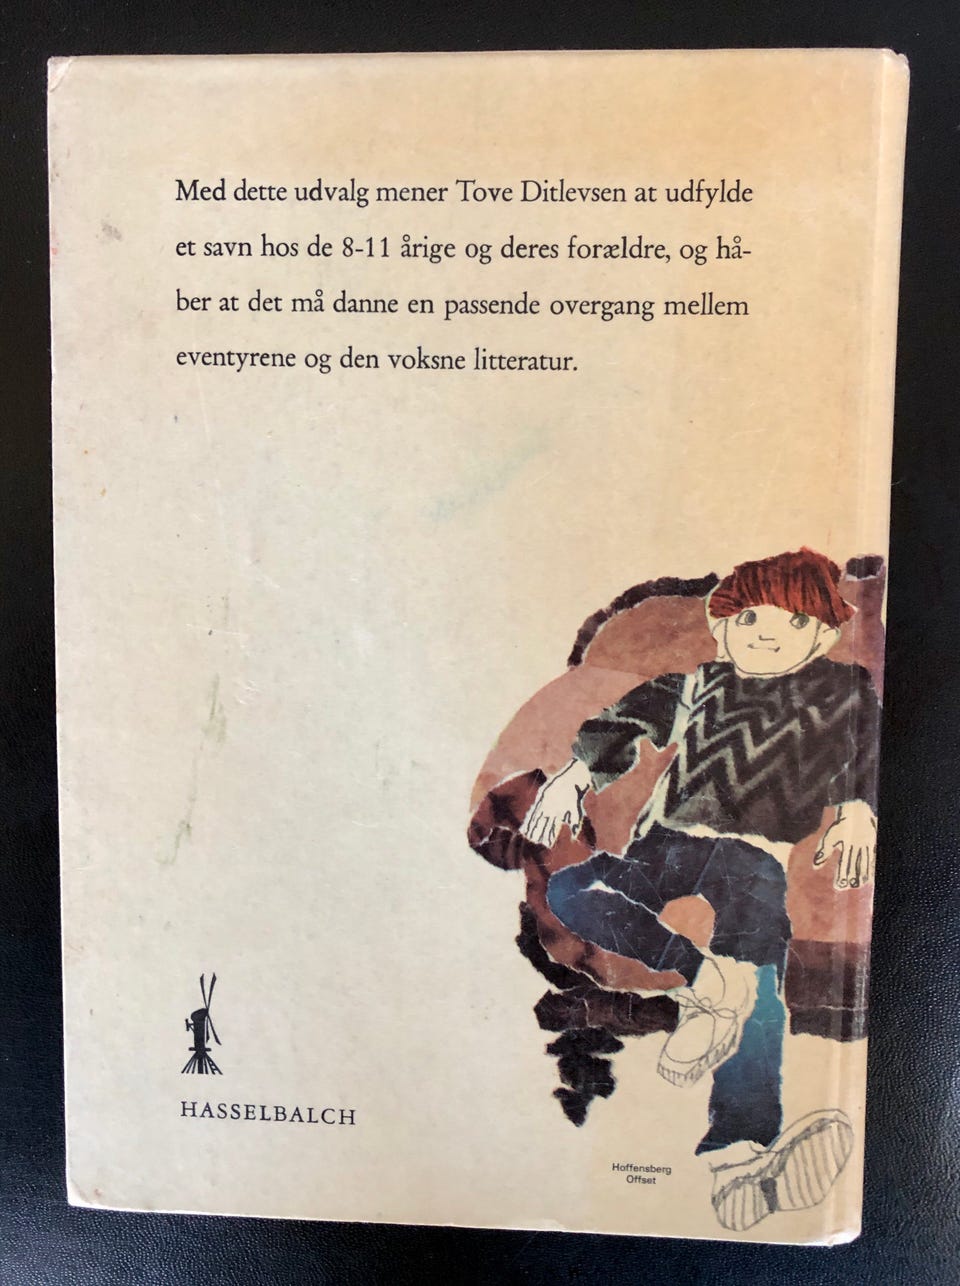 Med dette udvalg mener Tove Ditlevsen at udfylde
et savn hos de 8-11 årige og deres forældre, og hå-
ber at det må danne en passende overgang mellem
eventyrene og den voksne litteratur.
HASSELBALCH
Hoffensberg
Offset